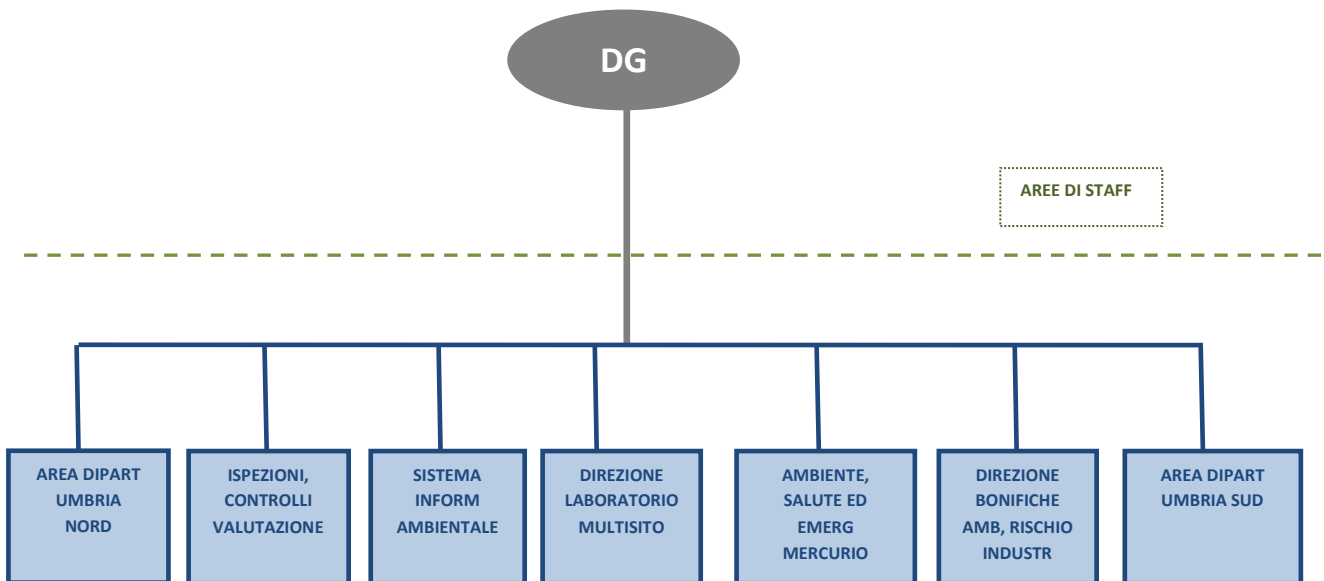 DG
AREE DI STAFF
AREA DIPART
UMBRIA
NORD
ISPEZIONI,
CONTROLLI
VALUTAZIONE
SISTEMA
INFORM
AMBIENTALE
DIREZIONE
LABORATORIO
MULTISITO
AMBIENTE,
SALUTE ED
EMERG
MERCURIO
DIREZIONE
BONIFICHE
AMB, RISCHIO
INDUSTR
AREA DIPART
UMBRIA SUD